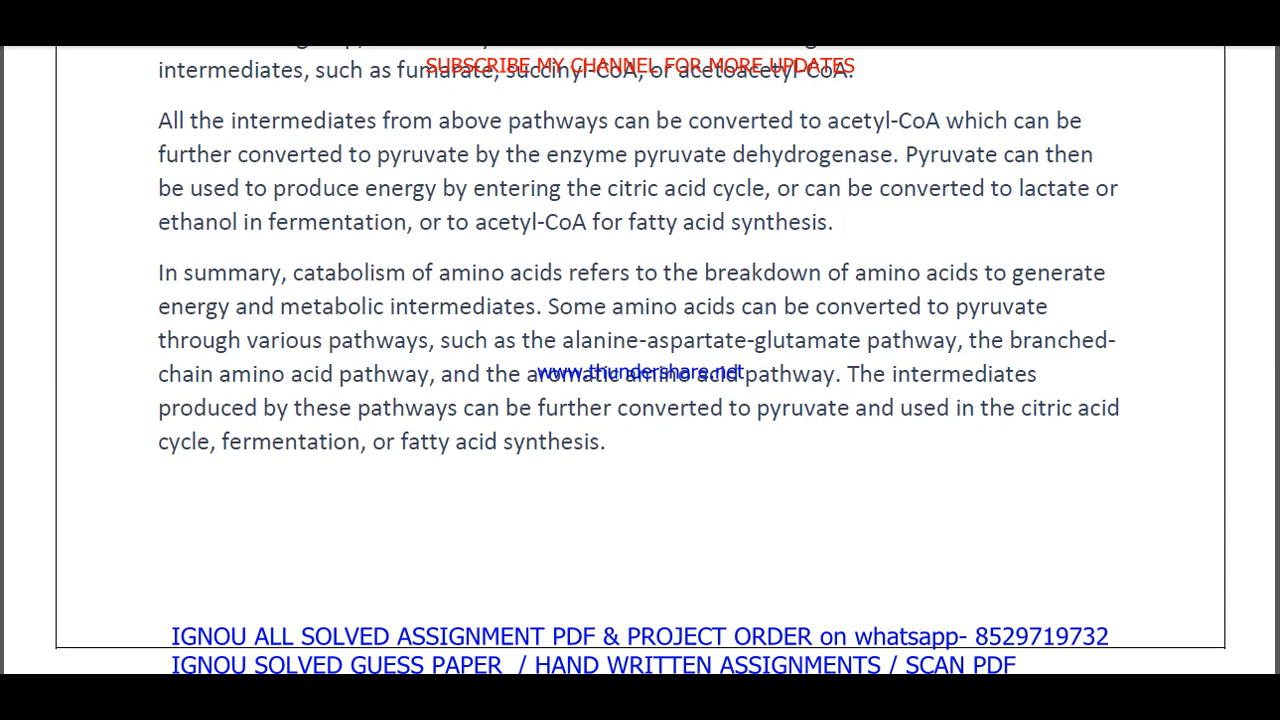 SUBSCRIBE MY CHANNEL FOR MORE UPDATES
intermediates, such as fumarate, succinyl-CoA, or acetoacetyl-CoA.
All the intermediates from above pathways can be converted to acetyl-CoA which can be
further converted to pyruvate by the enzyme pyruvate dehydrogenase. Pyruvate can then
be used to produce energy by entering the citric acid cycle, or can be converted to lactate or
ethanol in fermentation, or to acetyl-CoA for fatty acid synthesis.
In summary, catabolism of amino acids refers to the breakdown of amino acids to generate
energy and metabolic intermediates. Some amino acids can be converted to pyruvate
through various pathways, such as the alanine-aspartate-glutamate pathway, the branched-
chain amino acid pathway, and the aromatic amino acid pathway. The intermediates
www.thundershare.net
produced by these pathways can be further converted to pyruvate and used in the citric acid
cycle, fermentation, or fatty acid synthesis.
IGNOU ALL SOLVED ASSIGNMENT PDF & PROJECT ORDER on whatsapp- 8529719732
IGNOU SOLVED GUESS PAPER / HAND WRITTEN ASSIGNMENTS / SCAN PDF